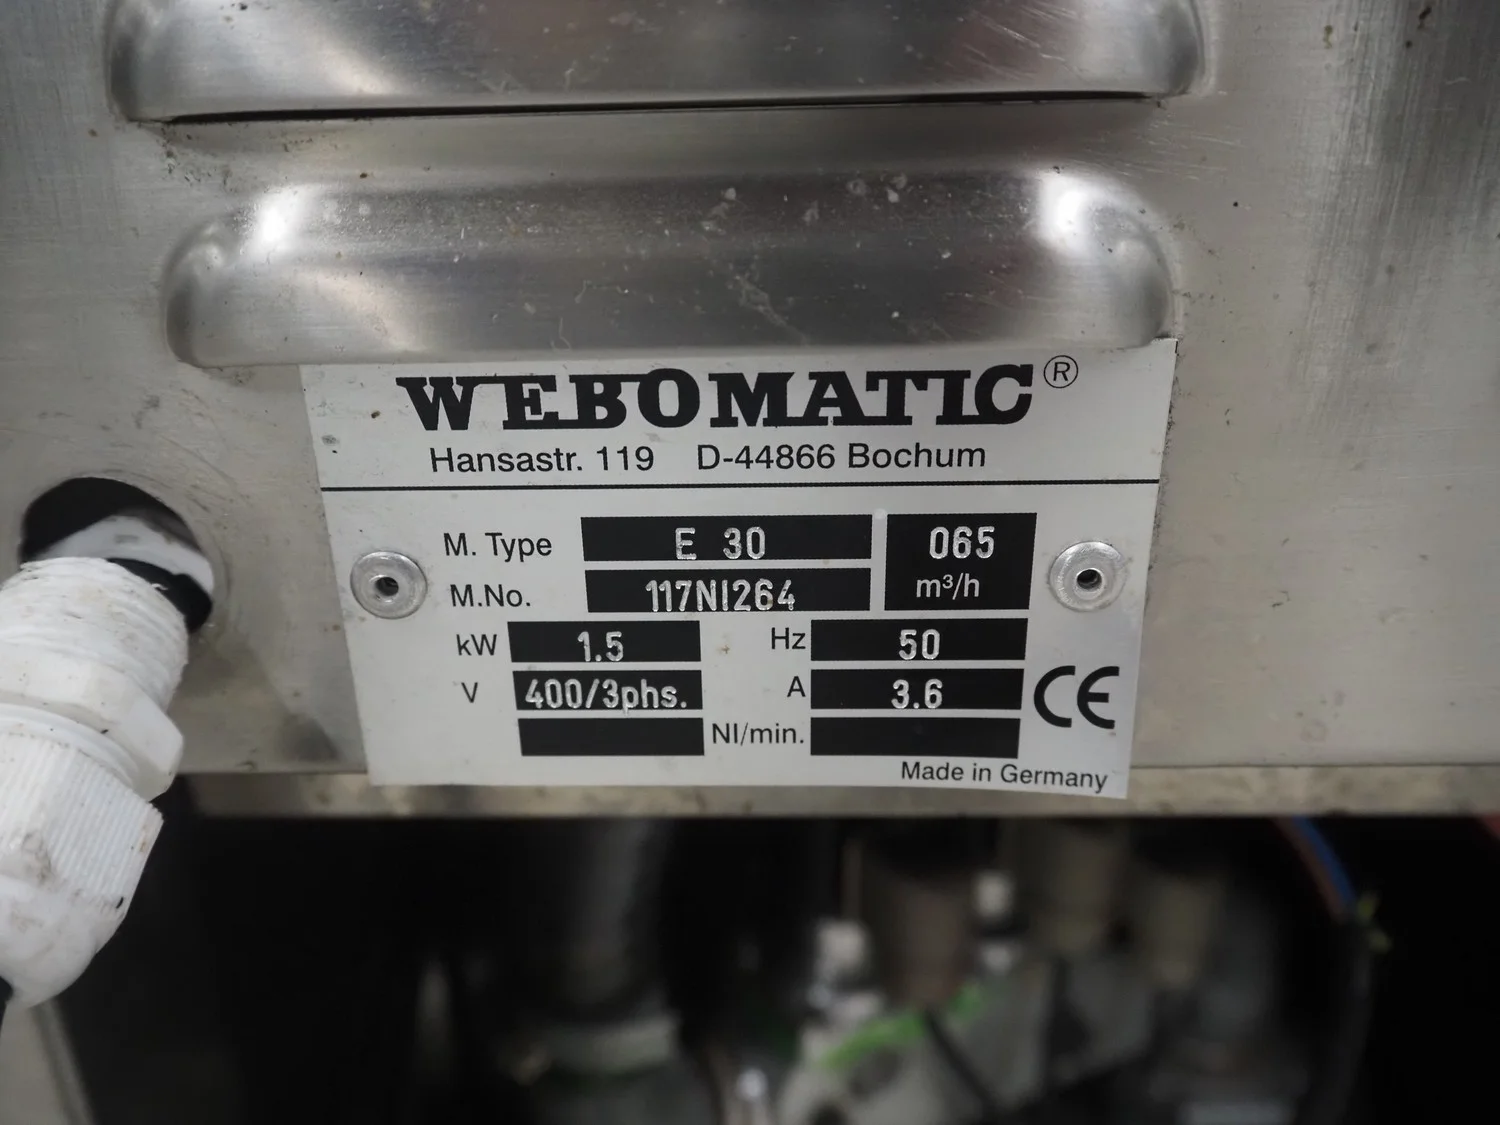 WEBOMATIC®
Hansastr. 119 D-44866 Bochum
M. Type E 30 065
m³/h
M.No. 117NI264
kW 1.5 Hz 50
V 400/3phs. A 3.6
NI/min.
CE
Made in Germany